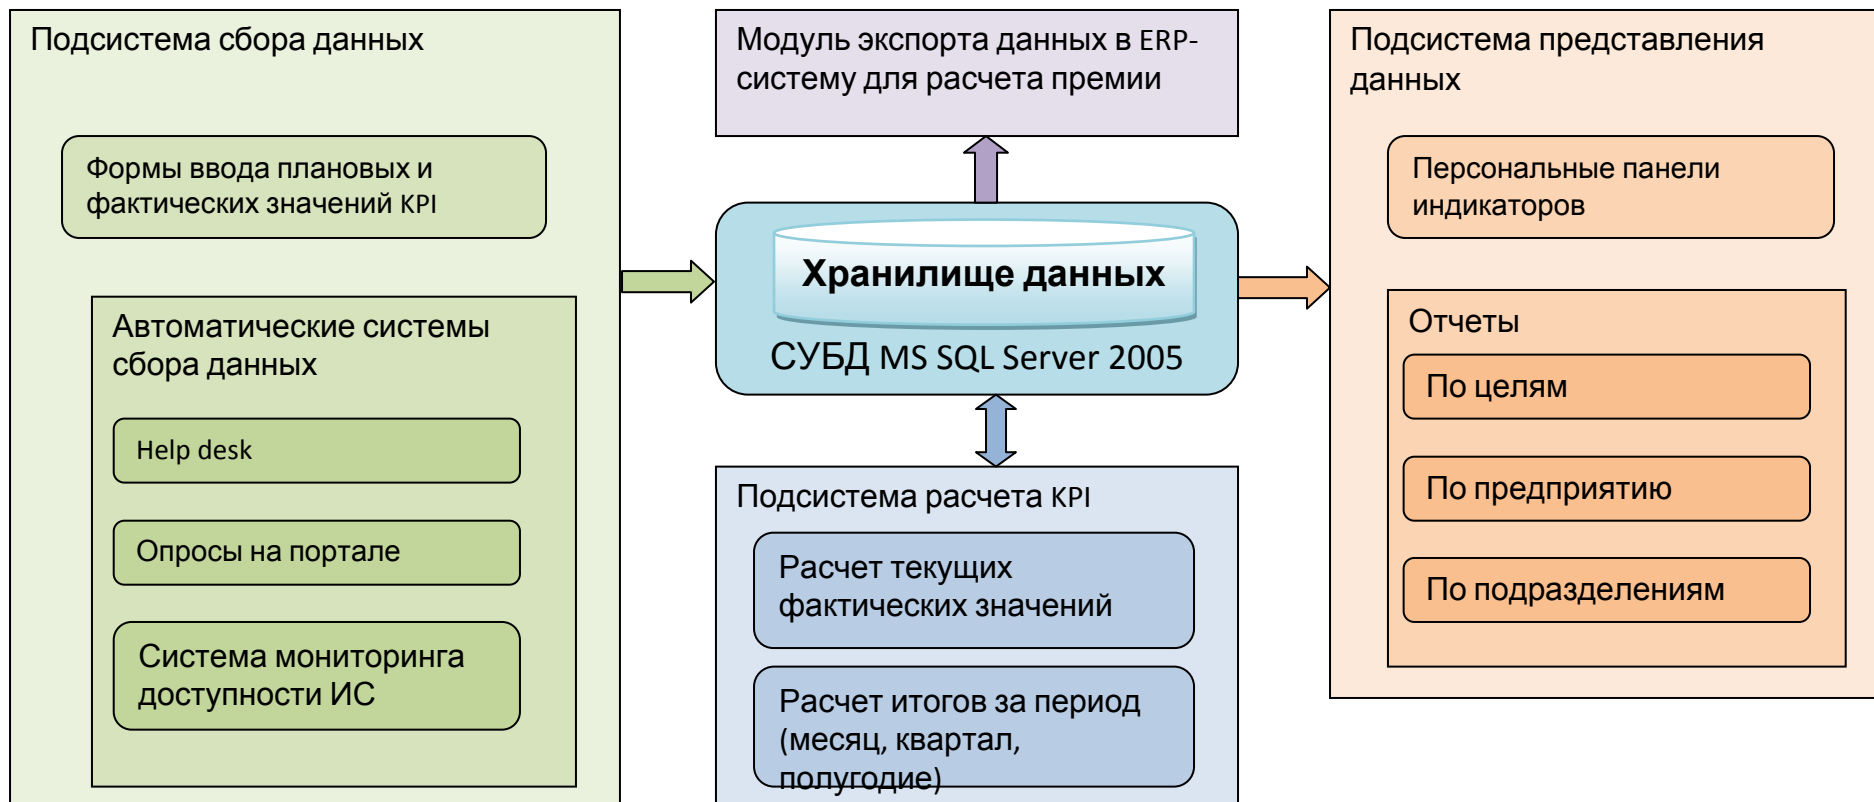 Подсистема сбора данных
Формы ввода плановых и
фактических значений KPI
Автоматические системы
сбора данных
Help desk
Опросы на портале
Система мониторинга
доступности ИС
Модуль экспорта данных в ERP-
систему для расчета премии
Хранилище данных
СУБД MS SQL Server 2005
Подсистема расчета KPI
Расчет текущих
фактических значений
Расчет итогов за период
(месяц, квартал,
полугодие)
Подсистема представления
данных
Персональные панели
индикаторов
Отчеты
По целям
По предприятию
По подразделениям